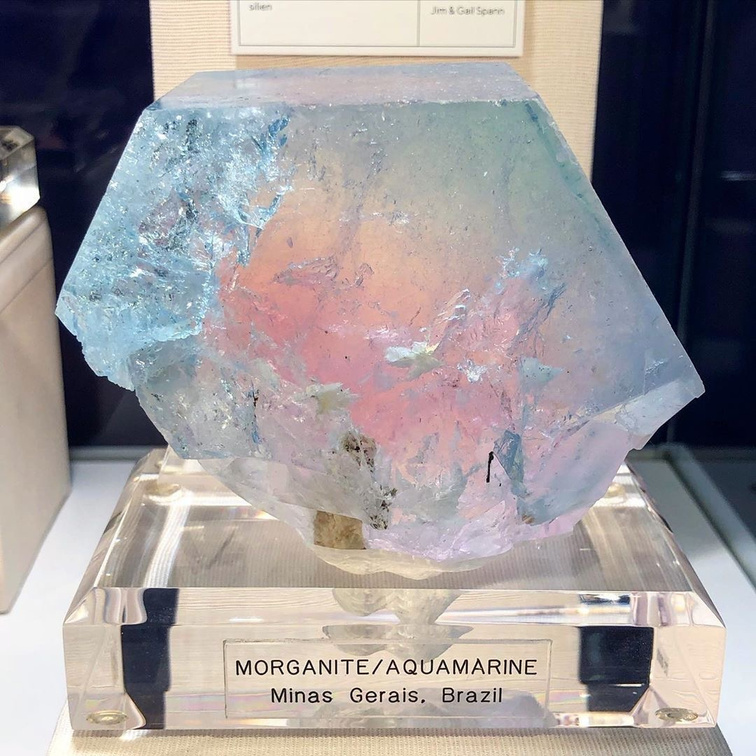 silien
Jim & Gail Spann
MORGANITE/AQUAMARINE
Minas Gerais, Brazil